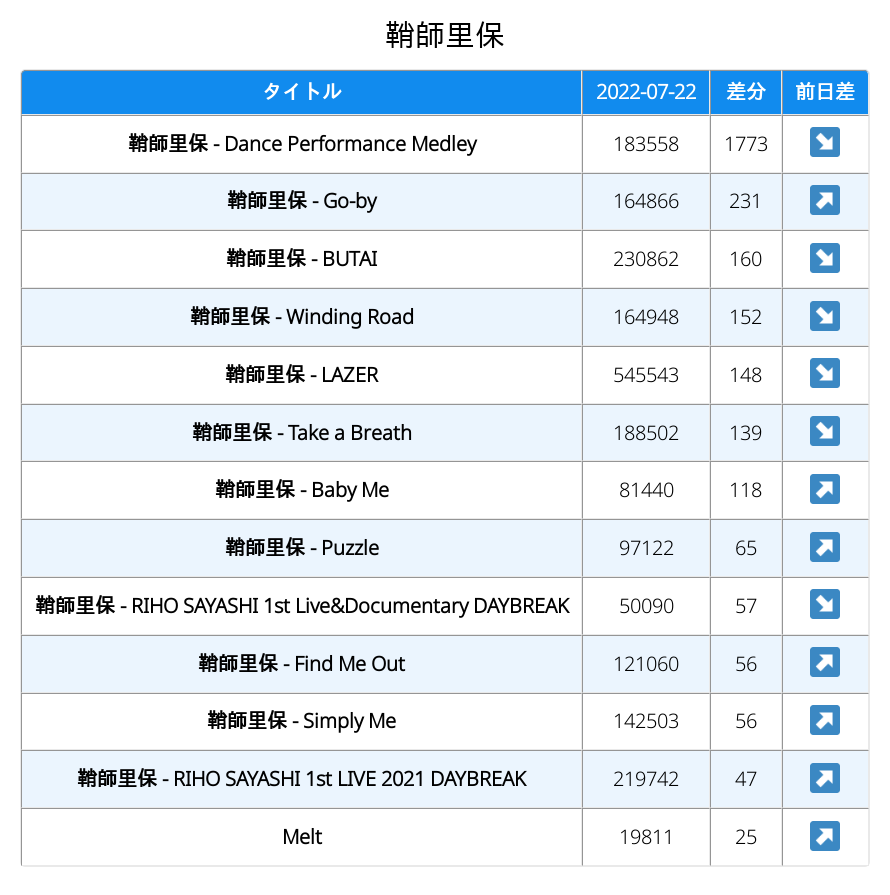 鞘師里保
タイトル 2022-07-22 差分 前日差
鞘師里保 - Dance Performance Medley 183558 1773 ↘
鞘師里保 - Go-by 164866 231 ↗
鞘師里保 - BUTAI 230862 160 ↘
鞘師里保 - Winding Road 164948 152 ↘
鞘師里保 - LAZER 545543 148 ↘
鞘師里保 - Take a Breath 188502 139 ↘
鞘師里保 - Baby Me 81440 118 ↗
鞘師里保 - Puzzle 97122 65 ↗
鞘師里保 - RIHO SAYASHI 1st Live&Documentary DAYBREAK 50090 57 ↘
鞘師里保 - Find Me Out 121060 56 ↗
鞘師里保 - Simply Me 142503 56 ↗
鞘師里保 - RIHO SAYASHI 1st LIVE 2021 DAYBREAK 219742 47 ↗
Melt 19811 25 ↗